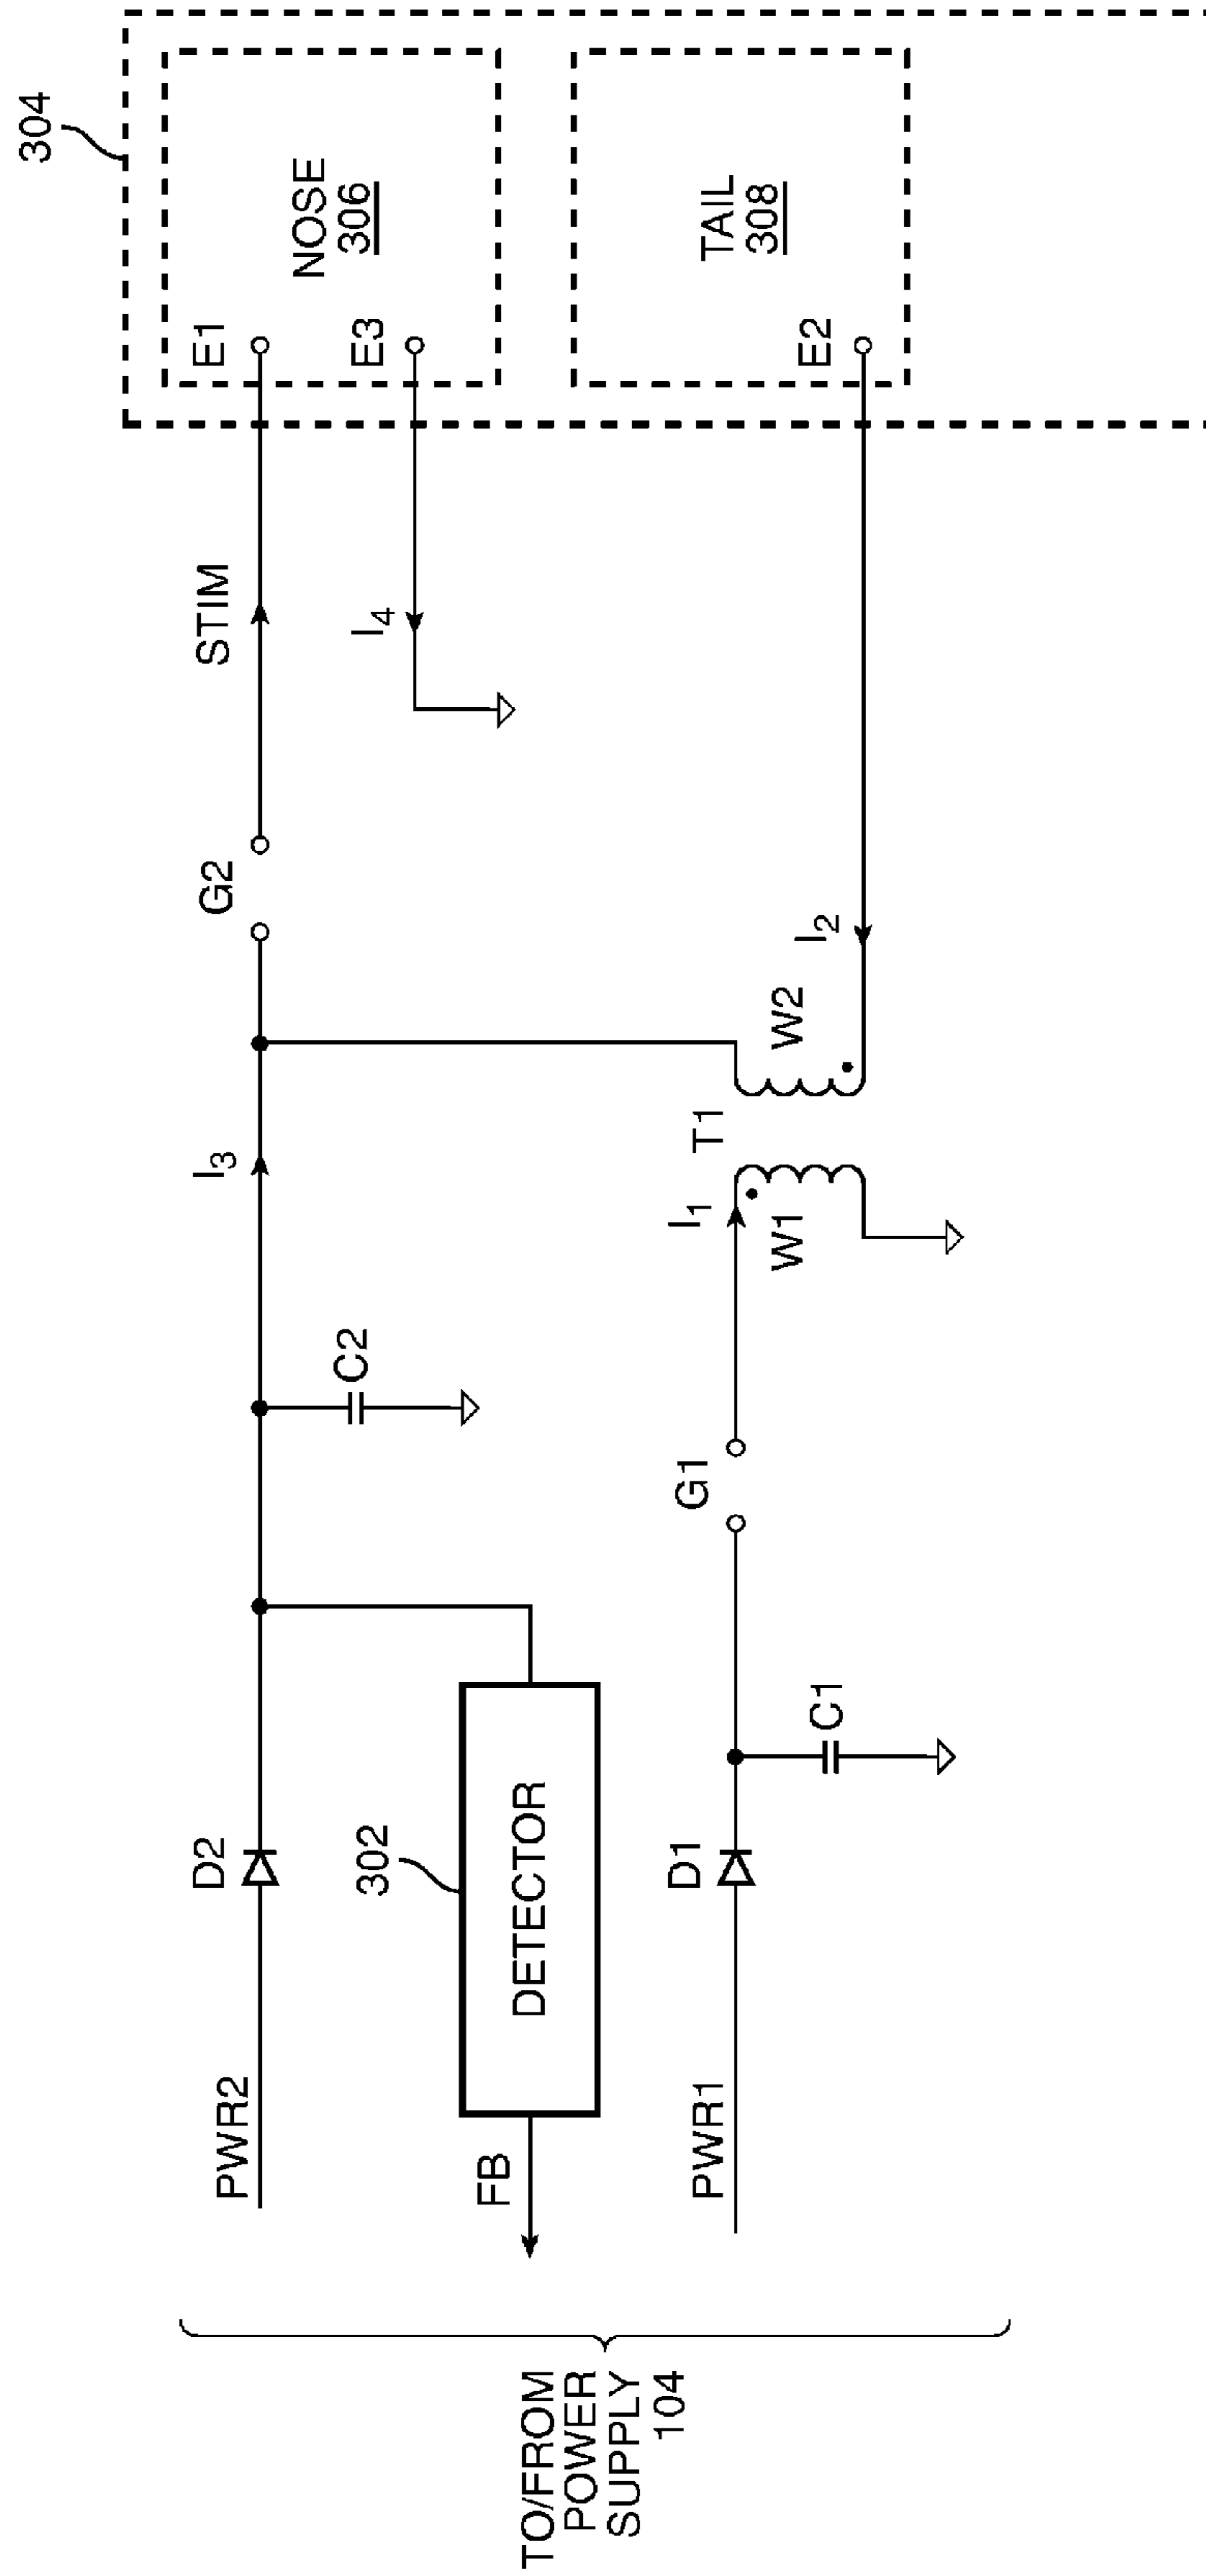 TO/FROM
POWER
SUPPLY
104
PWR2
D2
I3
G2
STIM
E1
304
FB
DETECTOR
302
C2
I4
E3
NOSE
306
PWR1
D1
C1
G1
I1
W1
T1
W2
I2
E2
TAIL
308